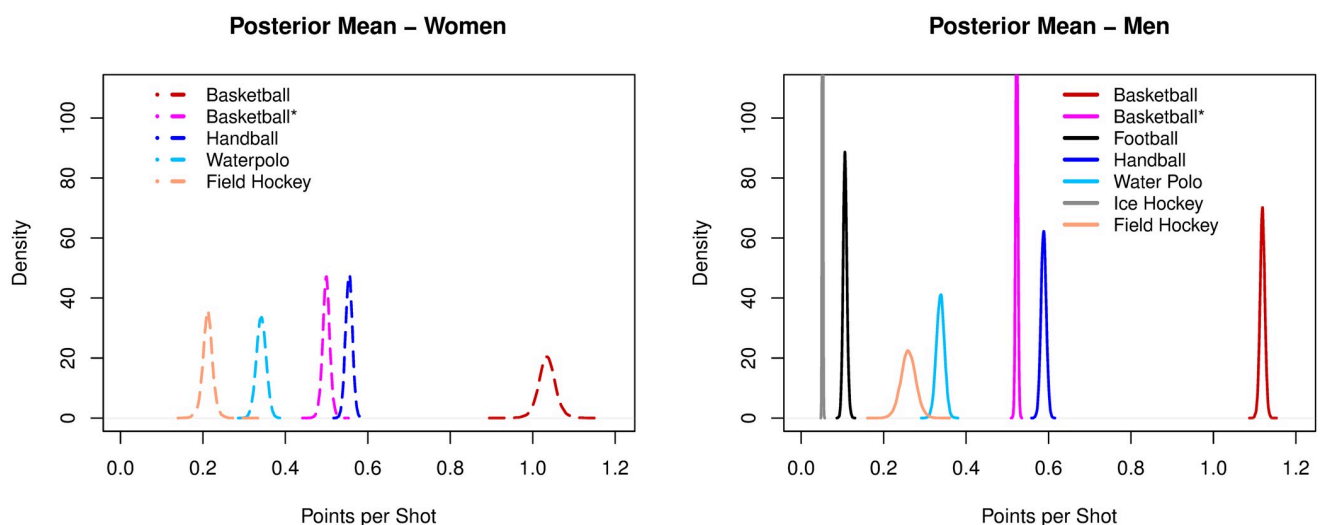 Posterior Mean – Women
Basketball
Basketball*
Handball
Waterpolo
Field Hockey
Density
0
20
40
60
80
100
0.0 0.2 0.4 0.6 0.8 1.0 1.2
Points per Shot
Posterior Mean – Men
Basketball
Basketball*
Football
Handball
Water Polo
Ice Hockey
Field Hockey
Density
0
20
40
60
80
100
0.0 0.2 0.4 0.6 0.8 1.0 1.2
Points per Shot